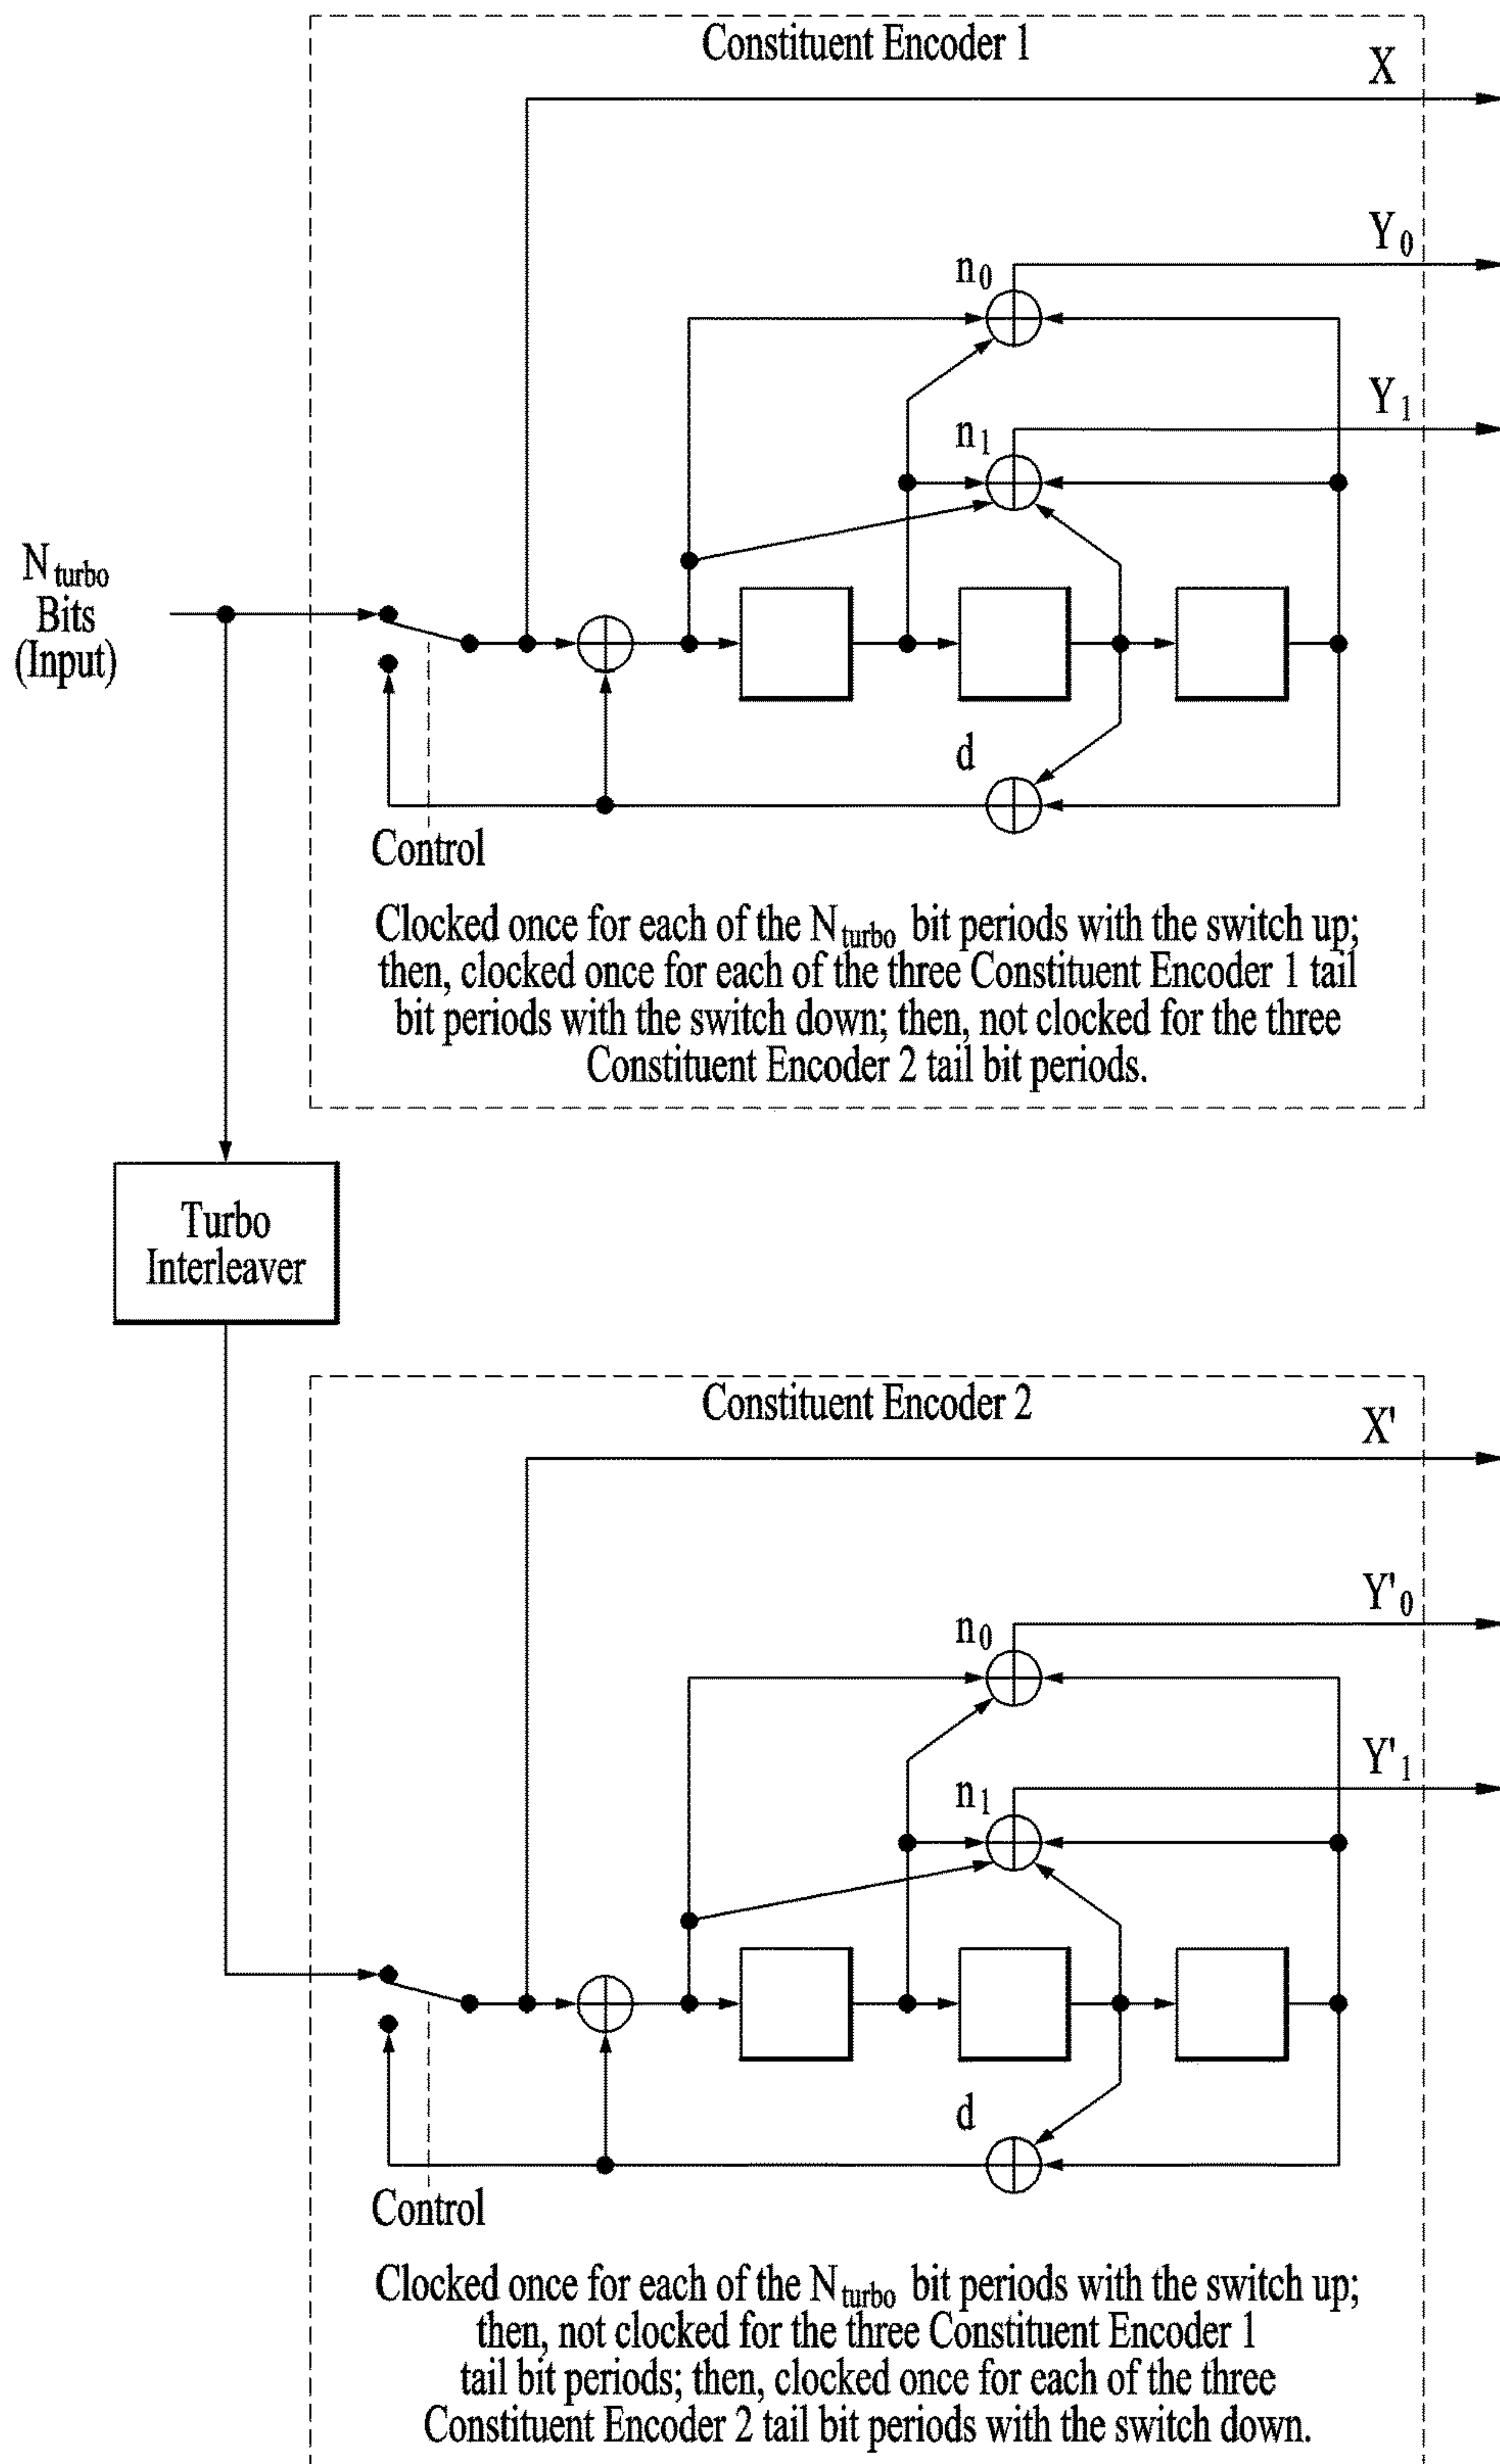 Constituent Encoder 1
X
n0
Y0
n1
Y1
Nturbo
Bits
(Input)
d
Control
Clocked once for each of the Nturbo bit periods with the switch up;
then, clocked once for each of the three Constituent Encoder 1 tail
bit periods with the switch down; then, not clocked for the three
Constituent Encoder 2 tail bit periods.
Turbo
Interleaver
Constituent Encoder 2
X'
n0
Y'0
n1
Y'1
d
Control
Clocked once for each of the Nturbo bit periods with the switch up;
then, not clocked for the three Constituent Encoder 1
tail bit periods; then, clocked once for each of the three
Constituent Encoder 2 tail bit periods with the switch down.